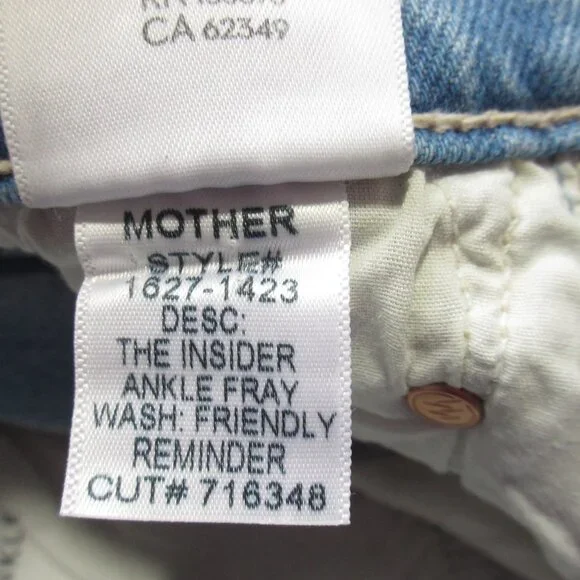 CA 62349
MOTHER
STYLE#
1627-1423
DESC:
THE INSIDER
ANKLE FRAY
WASH: FRIENDLY
REMINDER
CUT# 716348
M